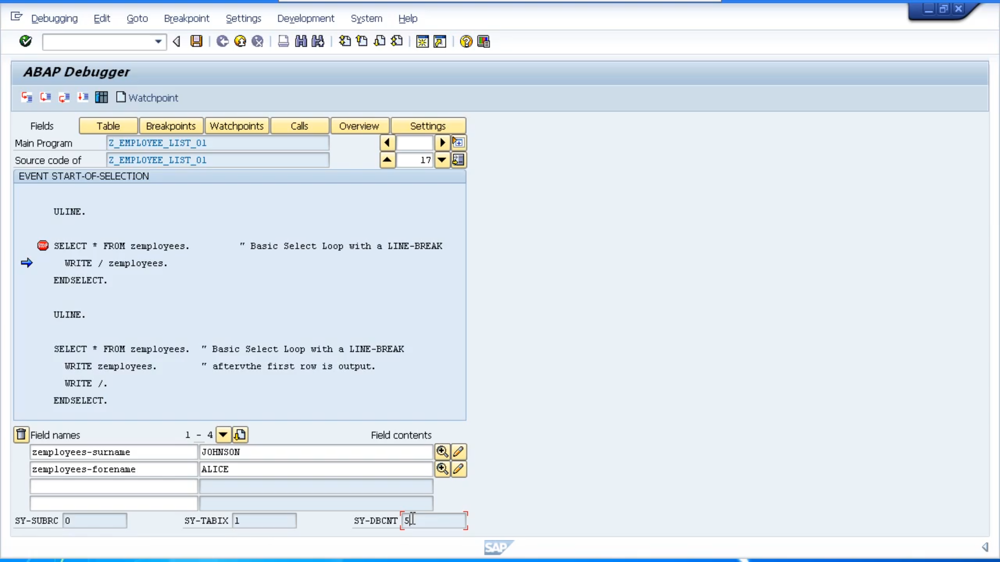 Debugging Edit Goto Breakpoint Settings Development System Help
ABAP Debugger
Watchpoint
Fields Table Breakpoints Watchpoints Calls Overview Settings
Main Program Z_EMPLOYEE_LIST_01
Source code of Z_EMPLOYEE_LIST_01 17
EVENT START-OF-SELECTION
ULINE.
STOP SELECT * FROM zemployees. " Basic Select Loop with a LINE-BREAK
WRITE / zemployees.
ENDSELECT.
ULINE.
SELECT * FROM zemployees. " Basic Select Loop with a LINE-BREAK
WRITE zemployees. " aftervthe first row is output.
WRITE /.
ENDSELECT.
Field names 1 - 4 Field contents
zemployees-surname JOHNSON
zemployees-forename ALICE
SY-SUBRC 0 SY-TABIX 1 SY-DBCNT 5
SAP